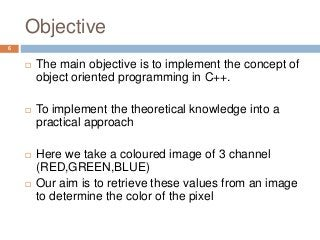 Objective
6
The main objective is to implement the concept of
object oriented programming in C++.
To implement the theoretical knowledge into a
practical approach
Here we take a coloured image of 3 channel
(RED,GREEN,BLUE)
Our aim is to retrieve these values from an image
to determine the color of the pixel